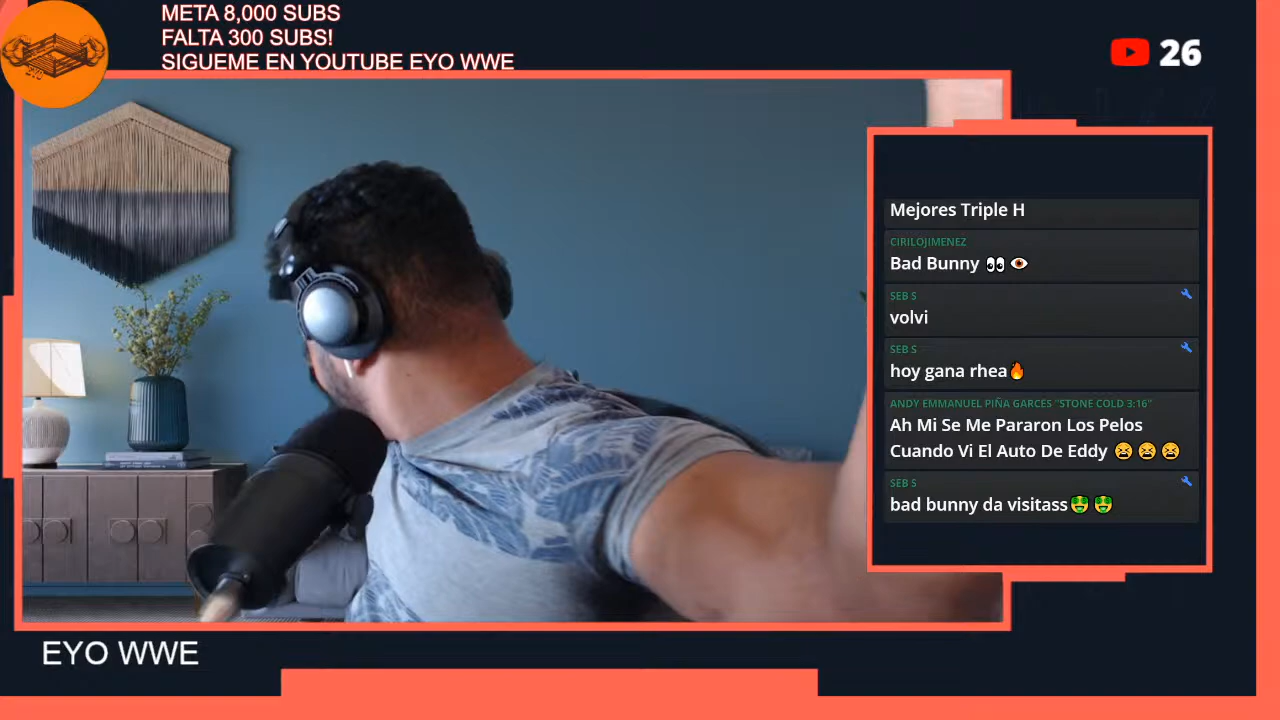 META 8,000 SUBS
FALTA 300 SUBS!
SIGUEME EN YOUTUBE EYO WWE
26
Mejores Triple H
CIRILOJIMENEZ
Bad Bunny 👀 👁️
SEB S
volvi
SEB S
hoy gana rhea🔥
ANDY EMMANUEL PIÑA GARCES "STONE COLD 3:16"
Ah Mi Se Me Pararon Los Pelos
Cuando Vi El Auto De Eddy 😫 😫 😫
SEB S
bad bunny da visitass🤑 🤑
EYO WWE